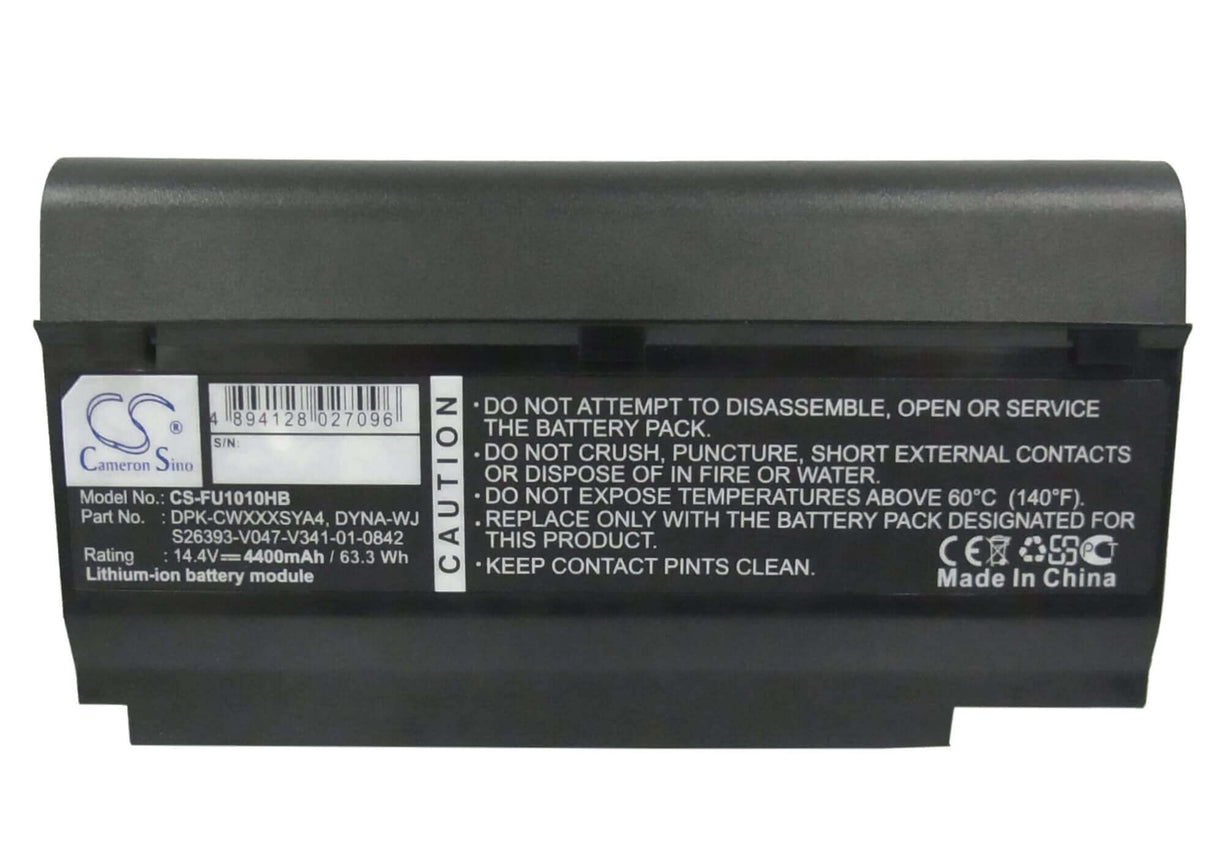 CS ®
Cameron Sino
4 894128 027096
S/N:
Model No.: CS-FU1010HB
Part No. : DPK-CWXXXSYA4, DYNA-WJ
S26393-V047-V341-01-0842
Rating : 14.4V⎓4400mAh / 63.3 Wh
Lithium-ion battery module
CAUTION
·DO NOT ATTEMPT TO DISASSEMBLE, OPEN OR SERVICE
THE BATTERY PACK.
·DO NOT CRUSH, PUNCTURE, SHORT EXTERNAL CONTACTS
OR DISPOSE OF IN FIRE OR WATER.
·DO NOT EXPOSE TEMPERATURES ABOVE 60°C (140°F).
·REPLACE ONLY WITH THE BATTERY PACK DESIGNATED FOR
THIS PRODUCT.
·KEEP CONTACT PINTS CLEAN.
CE PCT
Made In China